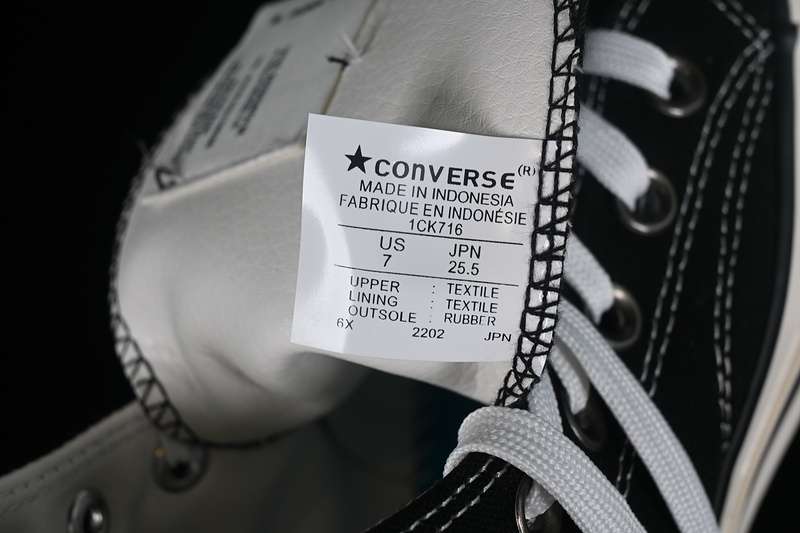 ★CONVERSE(R)
MADE IN INDONESIA
FABRIQUE EN INDONÉSIE
1CK716
US JPN
7 25.5
UPPER : TEXTILE
LINING : TEXTILE
OUTSOLE : RUBBER
6X 2202 JPN